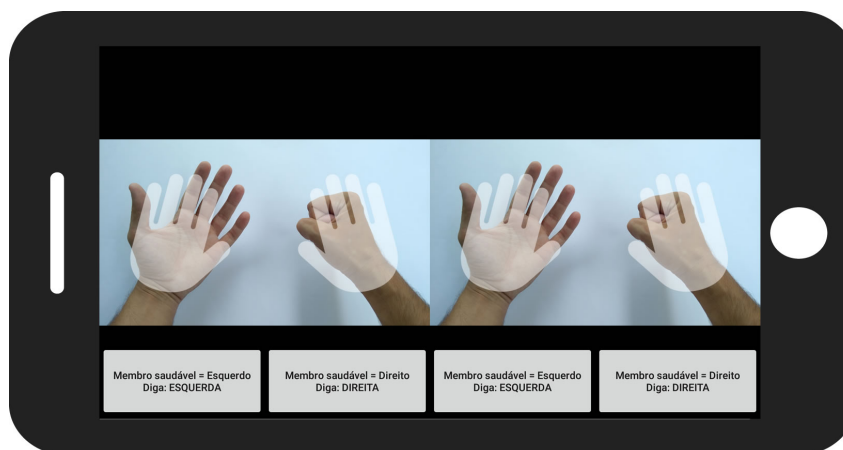 Membro saudável = Esquerdo
Diga: ESQUERDA
Membro saudável = Direito
Diga: DIREITA
Membro saudável = Esquerdo
Diga: ESQUERDA
Membro saudável = Direito
Diga: DIREITA